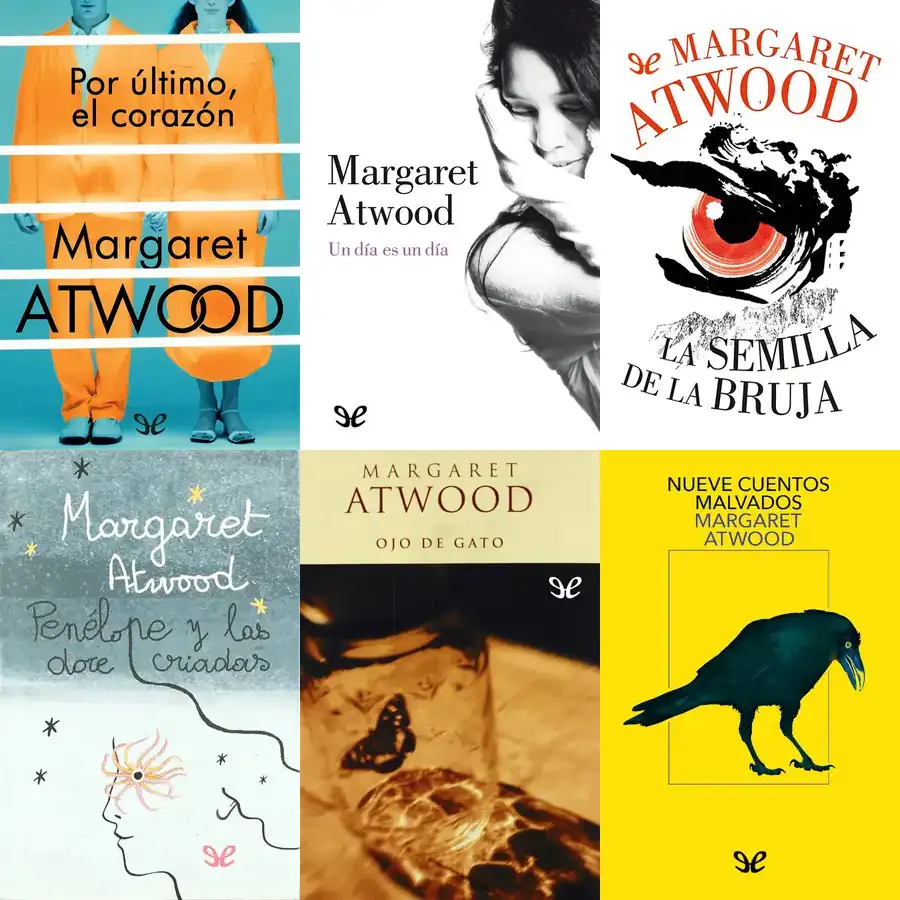 Por último,
el corazón
Margaret
ATWOOD
Margaret
Atwood
Un día es un día
MARGARET
ATWOOD
LA SEMILLA
DE LA BRUJA
Margaret
Atwood
Penélope y las
doce criadas
MARGARET
ATWOOD
OJO DE GATO
NUEVE CUENTOS
MALVADOS
MARGARET
ATWOOD